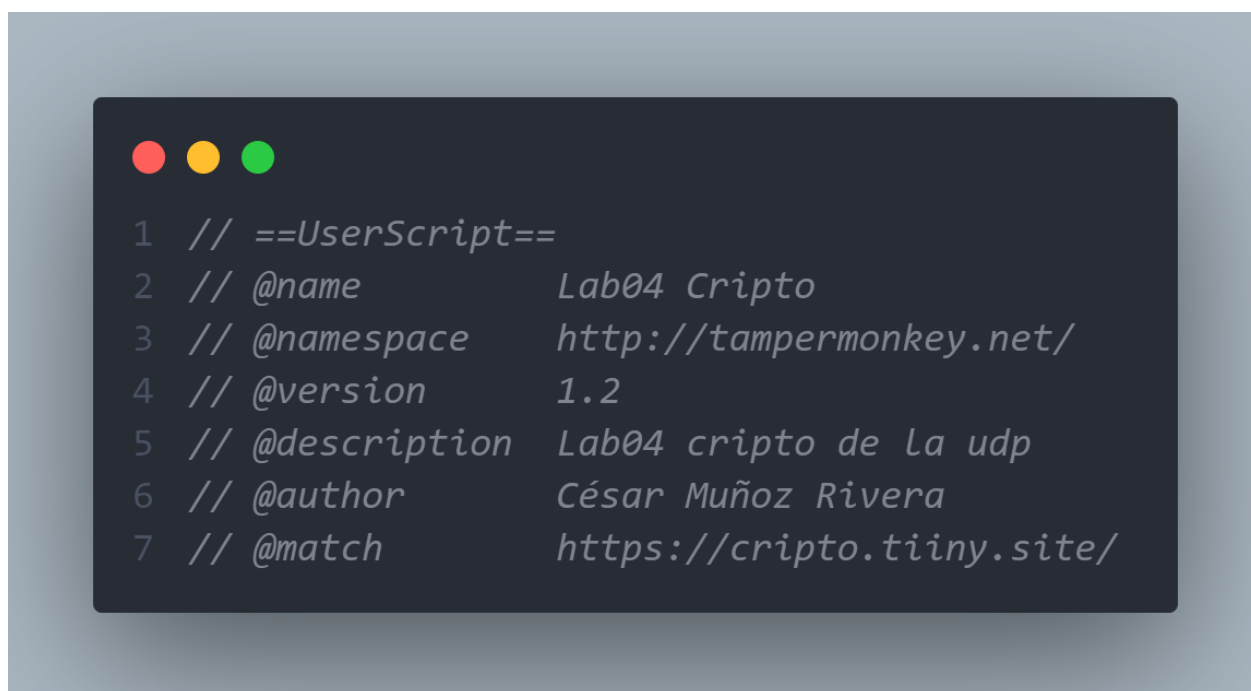 1 // ==UserScript==
2 // @name         Lab04 Cripto
3 // @namespace    http://tampermonkey.net/
4 // @version      1.2
5 // @description  Lab04 cripto de la udp
6 // @author       César Muñoz Rivera
7 // @match        https://cripto.tiiny.site/